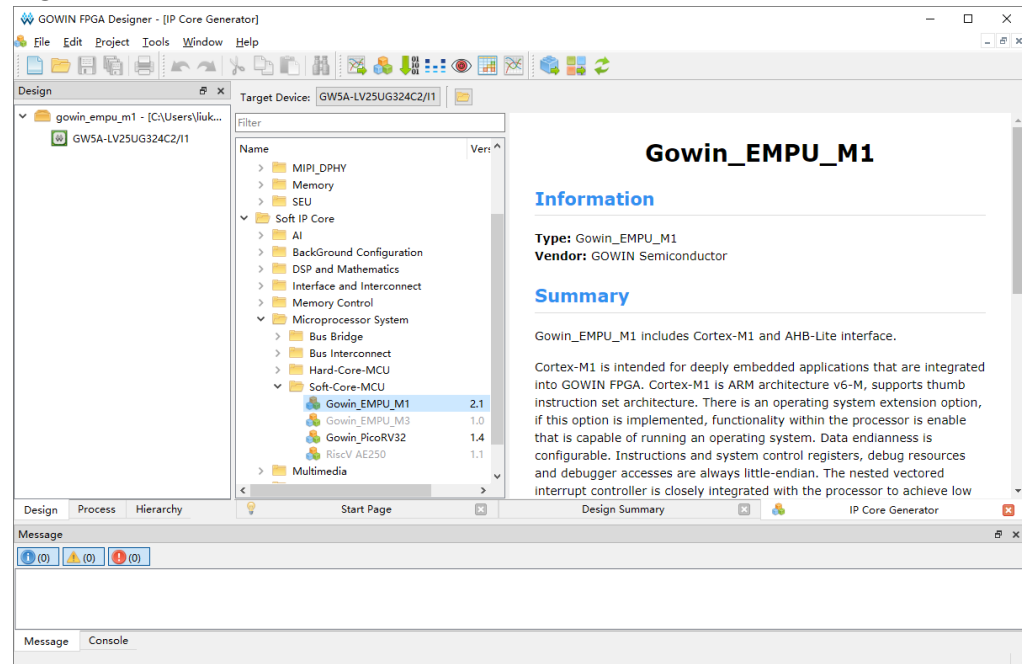 GOWIN FPGA Designer - [IP Core Generator]
File Edit Project Tools Window Help
Design
Target Device: GW5A-LV25UG324C2/I1
gowin_empu_m1 - [C:\Users\liuk...
GW5A-LV25UG324C2/I1
Filter
Name Vers
MIPI_DPHY
Memory
SEU
Soft IP Core
AI
BackGround Configuration
DSP and Mathematics
Interface and Interconnect
Memory Control
Microprocessor System
Bus Bridge
Bus Interconnect
Hard-Core-MCU
Soft-Core-MCU
Gowin_EMPU_M1 2.1
Gowin_EMPU_M3 1.0
Gowin_PicoRV32 1.4
RiscV AE250 1.1
Multimedia
Gowin_EMPU_M1
Information
Type: Gowin_EMPU_M1
Vendor: GOWIN Semiconductor
Summary
Gowin_EMPU_M1 includes Cortex-M1 and AHB-Lite interface.
Cortex-M1 is intended for deeply embedded applications that are integrated
into GOWIN FPGA. Cortex-M1 is ARM architecture v6-M, supports thumb
instruction set architecture. There is an operating system extension option,
if this option is implemented, functionality within the processor is enable
that is capable of running an operating system. Data endianness is
configurable. Instructions and system control registers, debug resources
and debugger accesses are always little-endian. The nested vectored
interrupt controller is closely integrated with the processor to achieve low
Design Process Hierarchy
Start Page Design Summary IP Core Generator
Message
(0) (0) (0)
Message Console